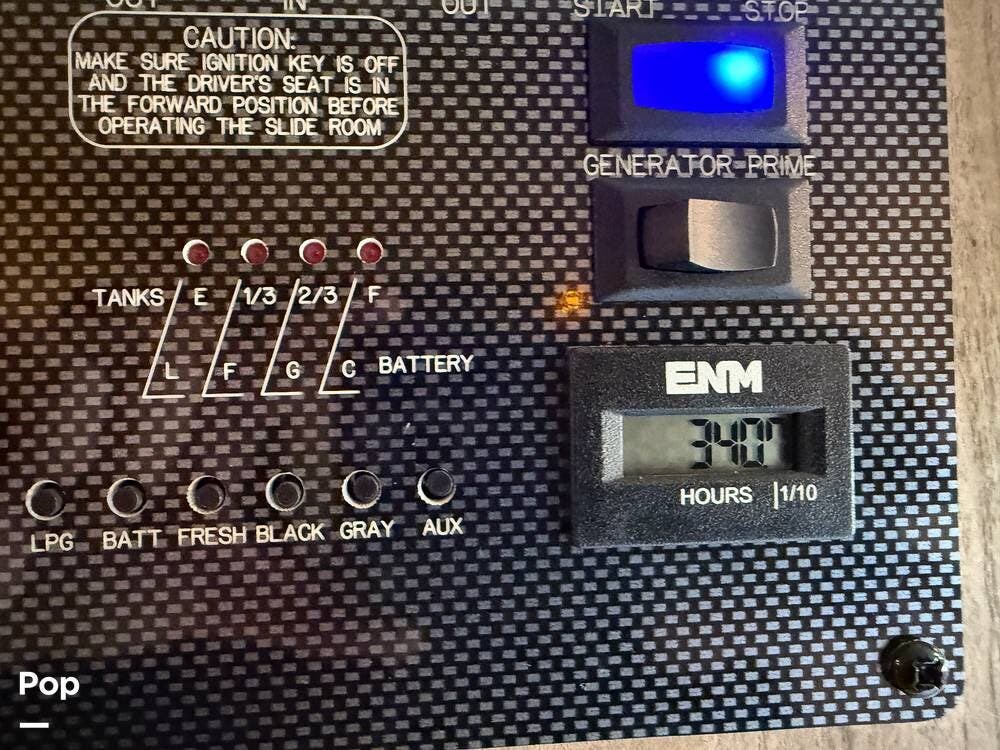 OUT IN OUT START STOP
CAUTION:
MAKE SURE IGNITION KEY IS OFF
AND THE DRIVER'S SEAT IS IN
THE FORWARD POSITION BEFORE
OPERATING THE SLIDE ROOM
GENERATOR PRIME
TANKS E 1/3 2/3 F
L F G C BATTERY
ENM
HOURS 1/10
LPG BATT FRESH BLACK GRAY AUX
Pop